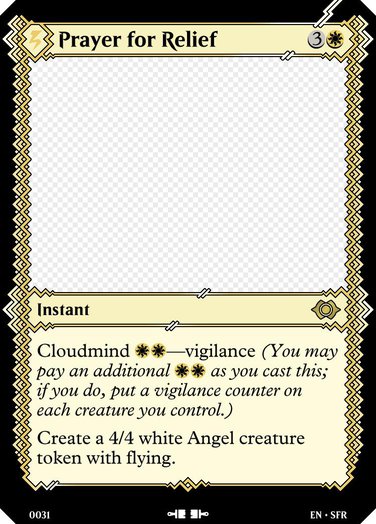 Prayer for Relief 3
Instant
Cloudmind —vigilance (You may
pay an additional as you cast this;
if you do, put a vigilance counter on
each creature you control.)
Create a 4/4 white Angel creature
token with flying.
0031 EN • SFR